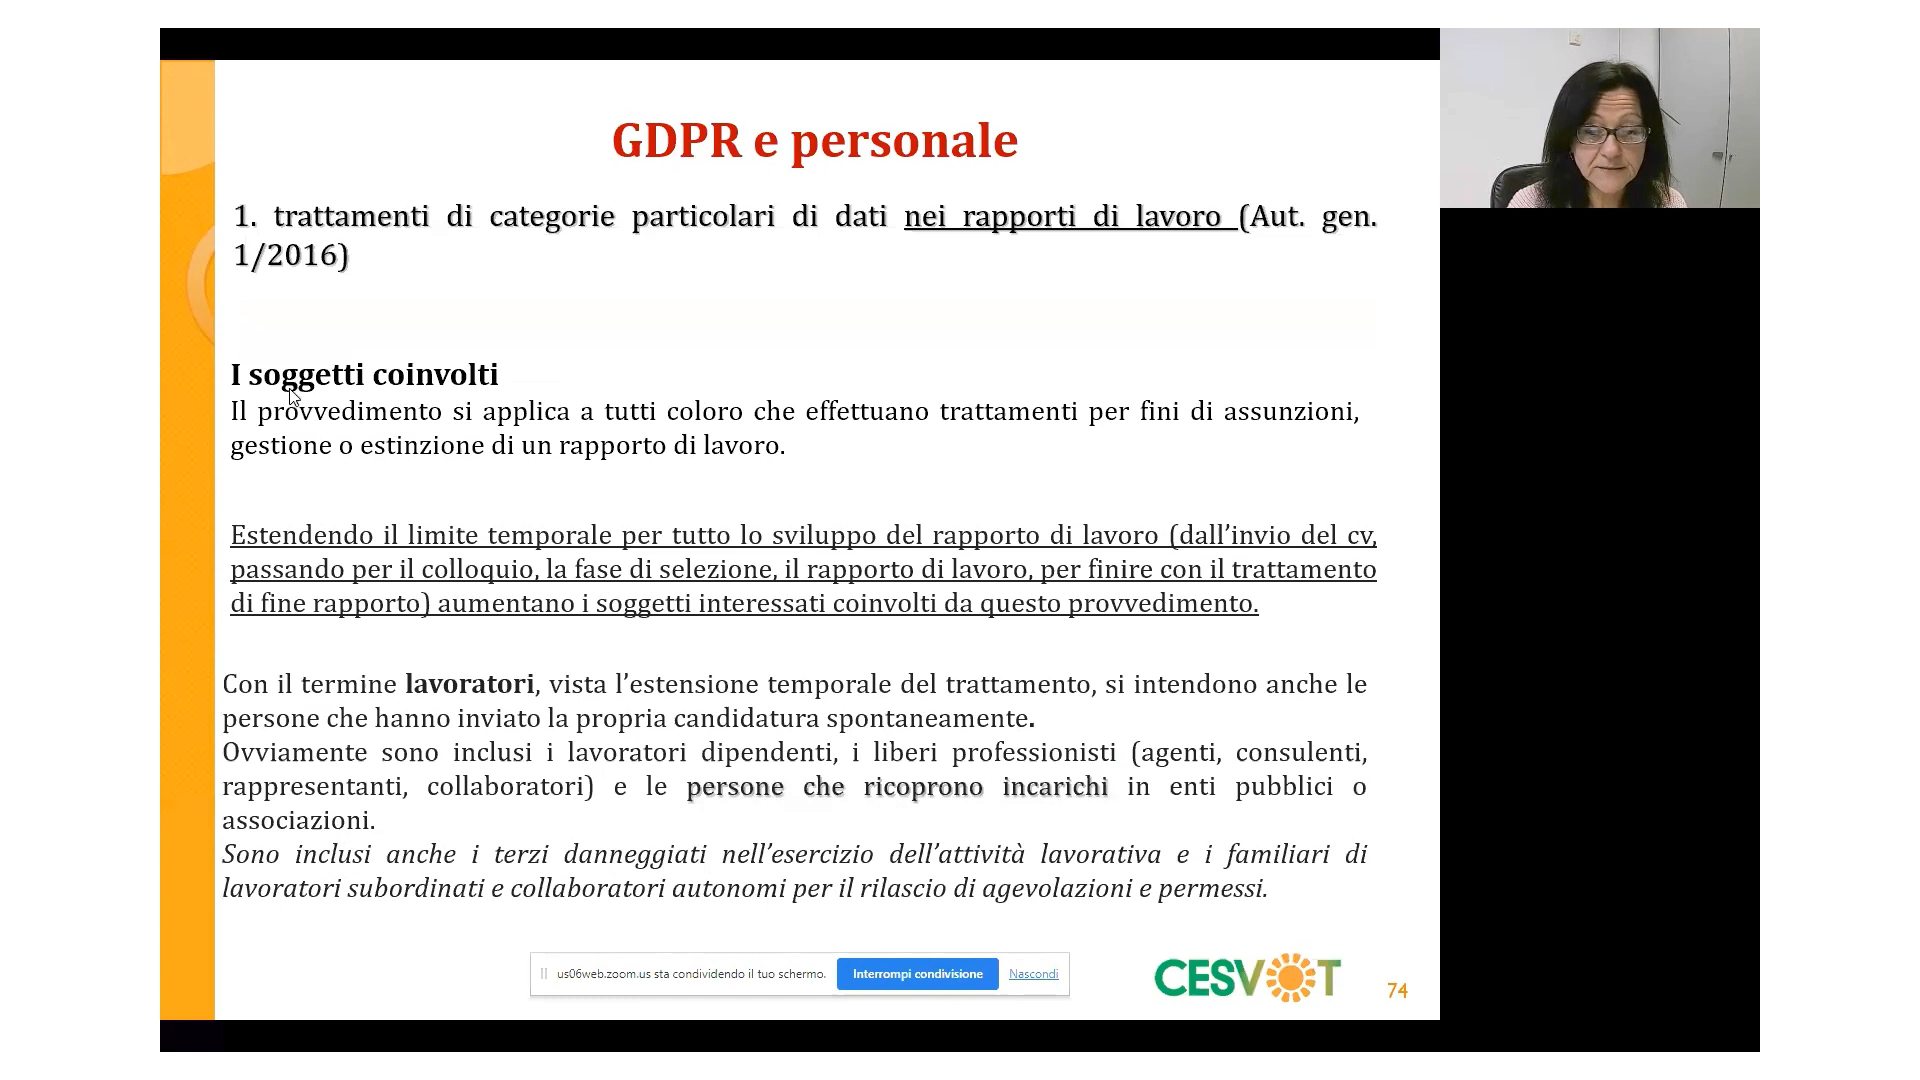 GDPR e personale
1. trattamenti di categorie particolari di dati nei rapporti di lavoro (Aut. gen.
1/2016)
I soggetti coinvolti
Il provvedimento si applica a tutti coloro che effettuano trattamenti per fini di assunzioni,
gestione o estinzione di un rapporto di lavoro.
Estendendo il limite temporale per tutto lo sviluppo del rapporto di lavoro (dall’invio del cv,
passando per il colloquio, la fase di selezione, il rapporto di lavoro, per finire con il trattamento
di fine rapporto) aumentano i soggetti interessati coinvolti da questo provvedimento.
Con il termine lavoratori, vista l’estensione temporale del trattamento, si intendono anche le
persone che hanno inviato la propria candidatura spontaneamente.
Ovviamente sono inclusi i lavoratori dipendenti, i liberi professionisti (agenti, consulenti,
rappresentanti, collaboratori) e le persone che ricoprono incarichi in enti pubblici o
associazioni.
Sono inclusi anche i terzi danneggiati nell’esercizio dell’attività lavorativa e i familiari di
lavoratori subordinati e collaboratori autonomi per il rilascio di agevolazioni e permessi.
us06web.zoom.us sta condividendo il tuo schermo. Interrompi condivisione Nascondi
CESVOT
74